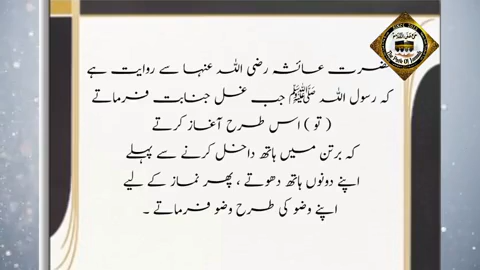 حضرت عائشہ رضی اللہ عنہا سے روایت ہے
کہ رسول اللہ ﷺ جب غسل جنابت فرماتے
( تو ) اس طرح آغاز کرتے
کہ برتن میں ہاتھ داخل کرنے سے پہلے
اپنے دونوں ہاتھ دھوتے ، پھر نماز کے لیے
اپنے وضو کی طرح وضو فرماتے ۔